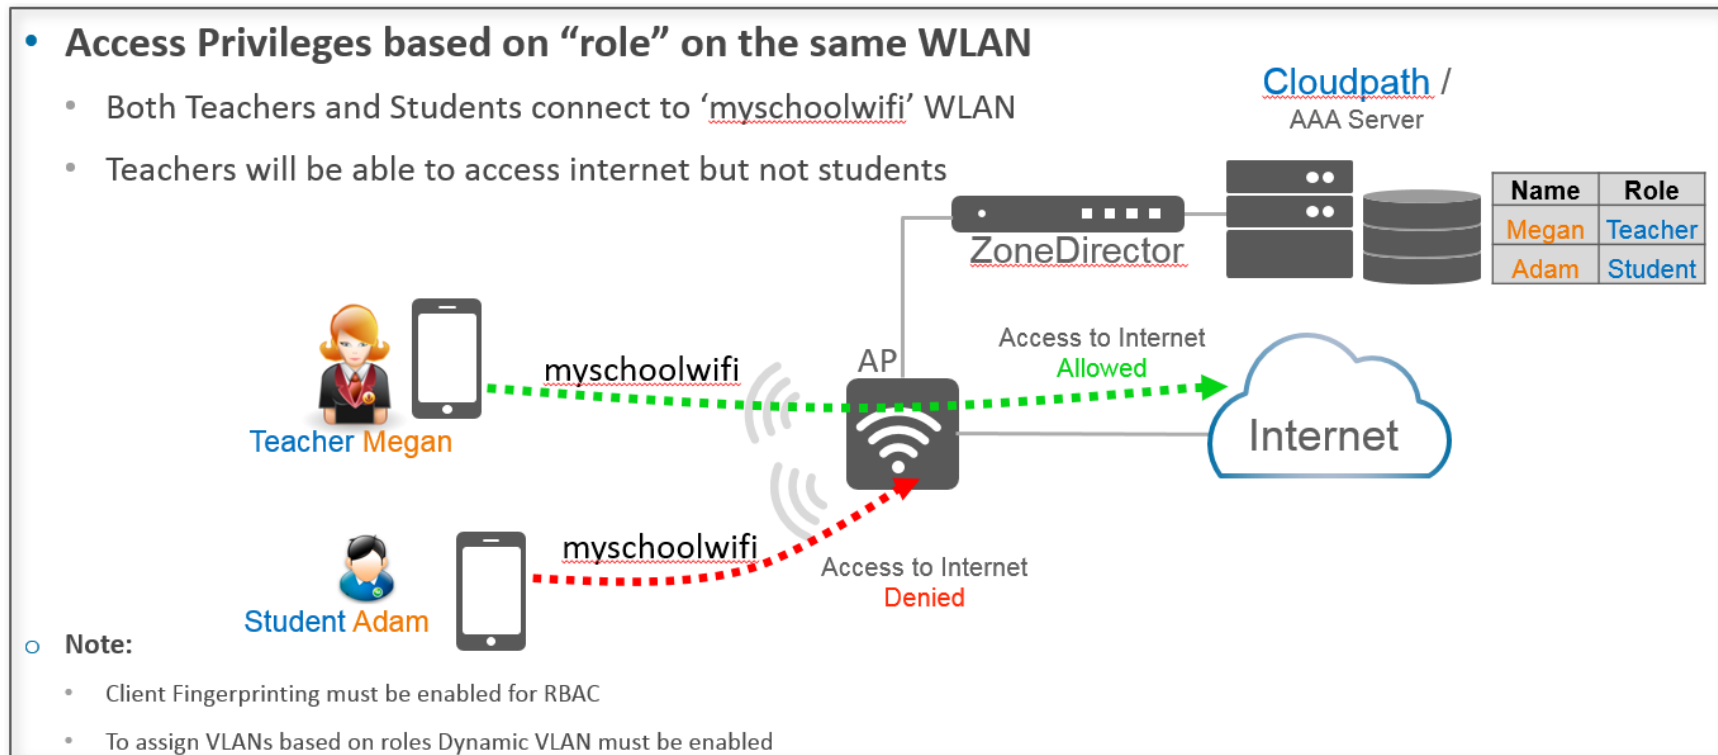 • Access Privileges based on “role” on the same WLAN
• Both Teachers and Students connect to ‘myschoolwifi’ WLAN
• Teachers will be able to access internet but not students
Cloudpath /
AAA Server
Name Role
Megan Teacher
Adam Student
ZoneDirector
AP
Access to Internet
Allowed
myschoolwifi
Internet
Teacher Megan
myschoolwifi
Access to Internet
Denied
Student Adam
o Note:
• Client Fingerprinting must be enabled for RBAC
• To assign VLANs based on roles Dynamic VLAN must be enabled